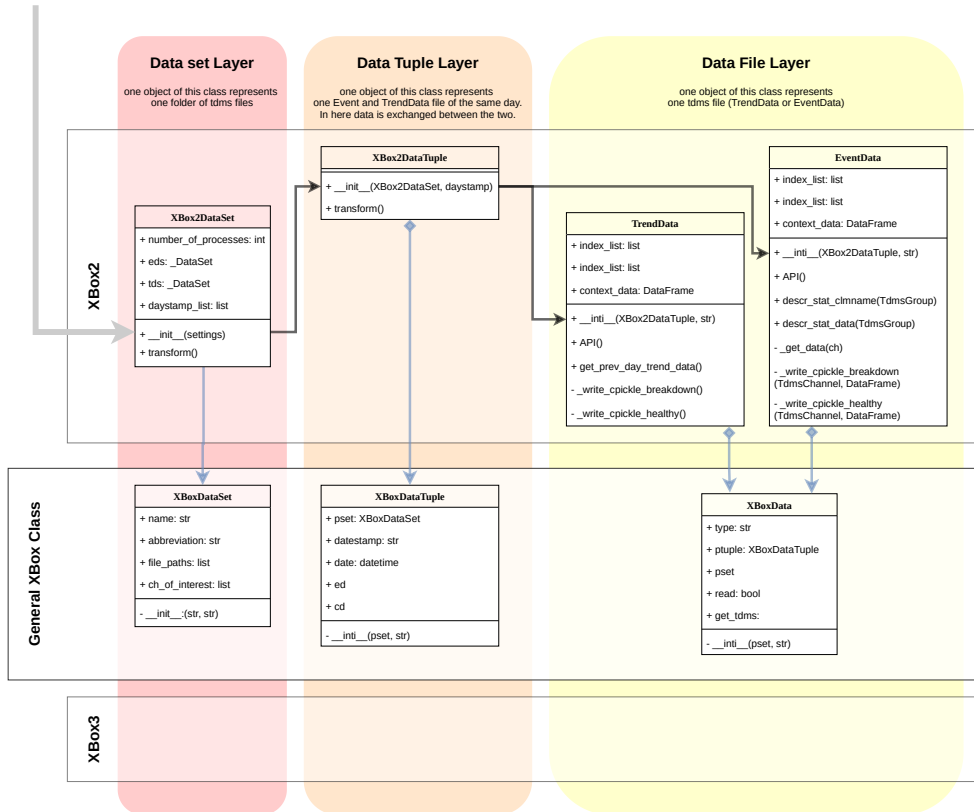 Data set Layer
one object of this class represents
one folder of tdms files
Data Tuple Layer
one object of this class represents
one Event and TrendData file of the same day.
In here data is exchanged between the two.
Data File Layer
one object of this class represents
one tdms file (TrendData or EventData)
XBox2
XBox2DataSet
+ number_of_processes: int
+ eds: _DataSet
+ tds: _DataSet
+ daystamp_list: list
+ __init__(settings)
+ transform()
XBox2DataTuple
+ __init__(XBox2DataSet, daystamp)
+ transform()
TrendData
+ index_list: list
+ index_list: list
+ context_data: DataFrame
+ __inti__(XBox2DataTuple, str)
+ API()
+ get_prev_day_trend_data()
- _write_cpickle_breakdown()
- _write_cpickle_healthy()
EventData
+ index_list: list
+ index_list: list
+ context_data: DataFrame
+ __inti__(XBox2DataTuple, str)
+ API()
+ descr_stat_clmname(TdmsGroup)
+ descr_stat_data(TdmsGroup)
- _get_data(ch)
- _write_cpickle_breakdown
(TdmsChannel, DataFrame)
- _write_cpickle_healthy
(TdmsChannel, DataFrame)
General XBox Class
XBoxDataSet
+ name: str
+ abbreviation: str
+ file_paths: list
+ ch_of_interest: list
- __init__:(str, str)
XBoxDataTuple
+ pset: XBoxDataSet
+ datestamp: str
+ date: datetime
+ ed
+ cd
- __inti__(pset, str)
XBoxData
+ type: str
+ ptuple: XBoxDataTuple
+ pset
+ read: bool
+ get_tdms:
- __inti__(pset, str)
XBox3